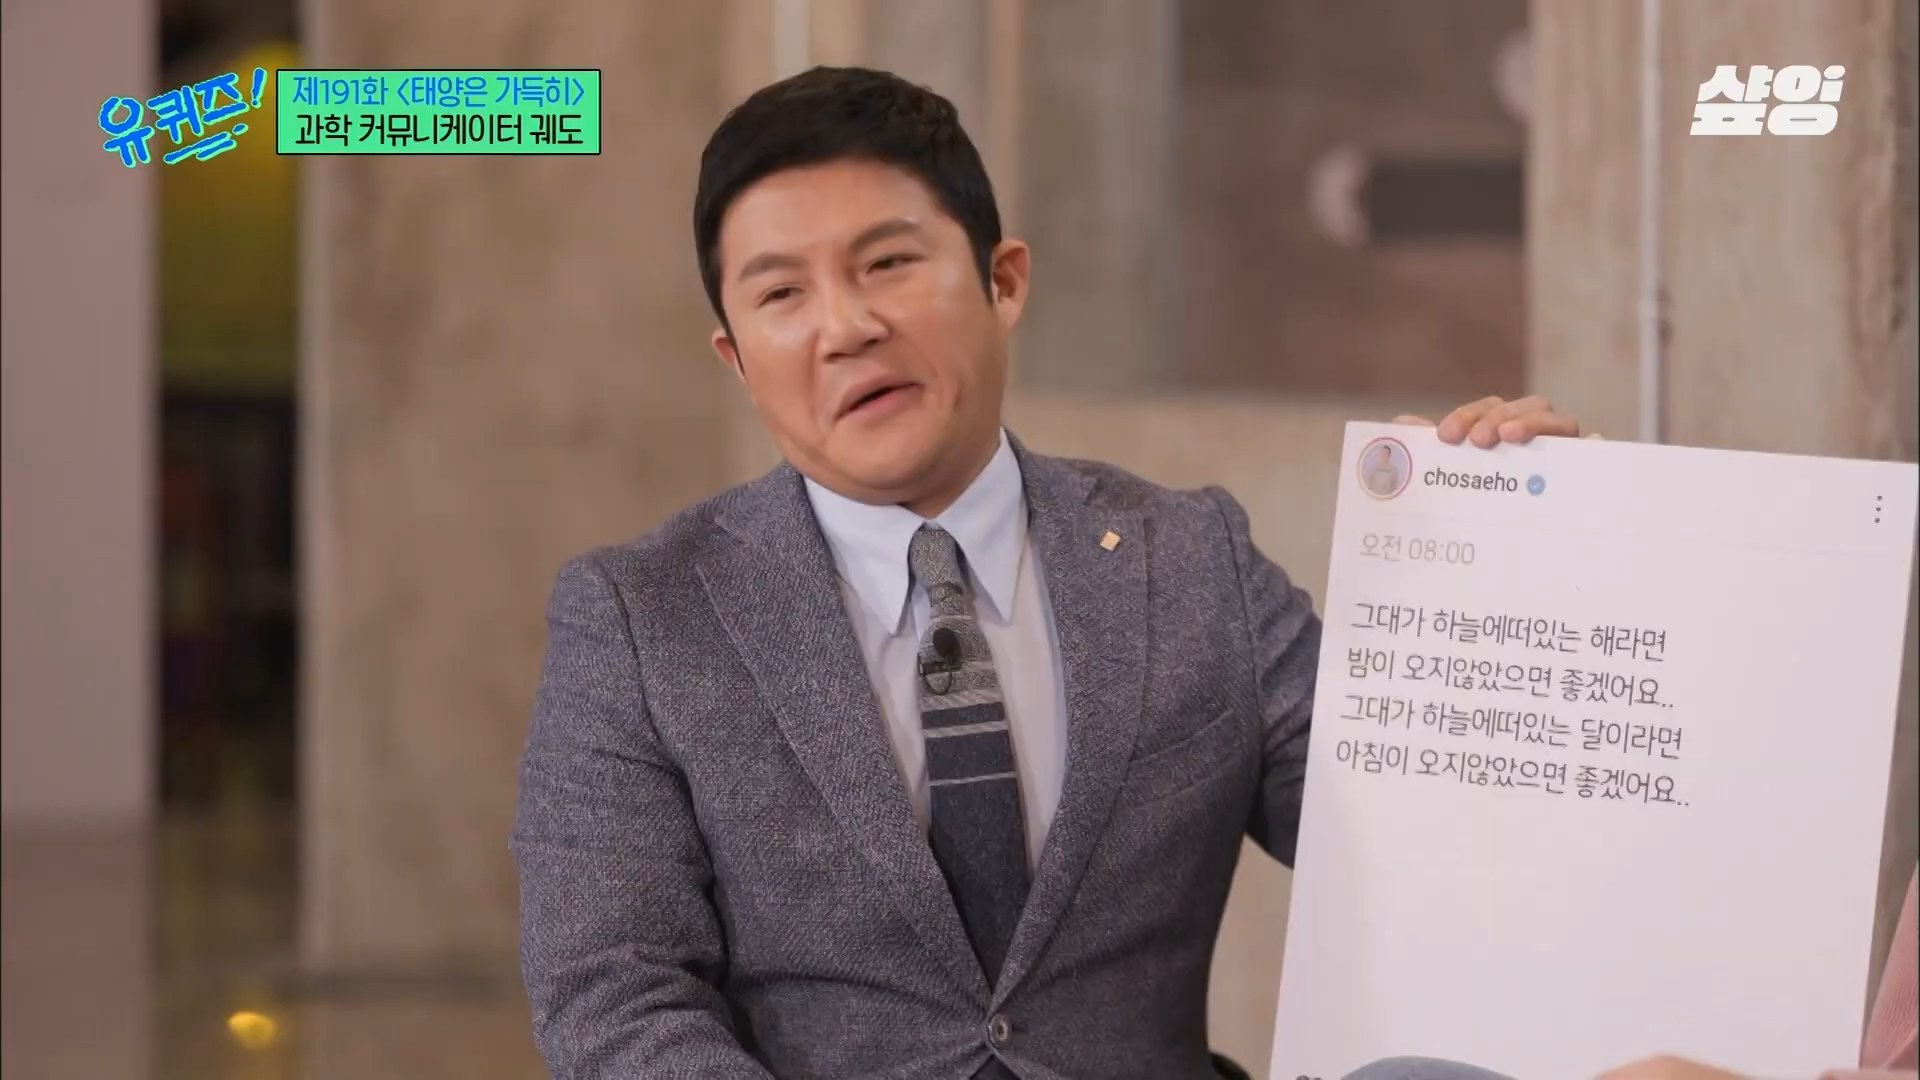 유퀴즈!
제191화 <태양은 가득히>
과학 커뮤니케이터 궤도
샾잉
chosaeho
오전 08:00
그대가 하늘에떠있는 해라면
밤이 오지않았으면 좋겠어요..
그대가 하늘에떠있는 달이라면
아침이 오지않았으면 좋겠어요..